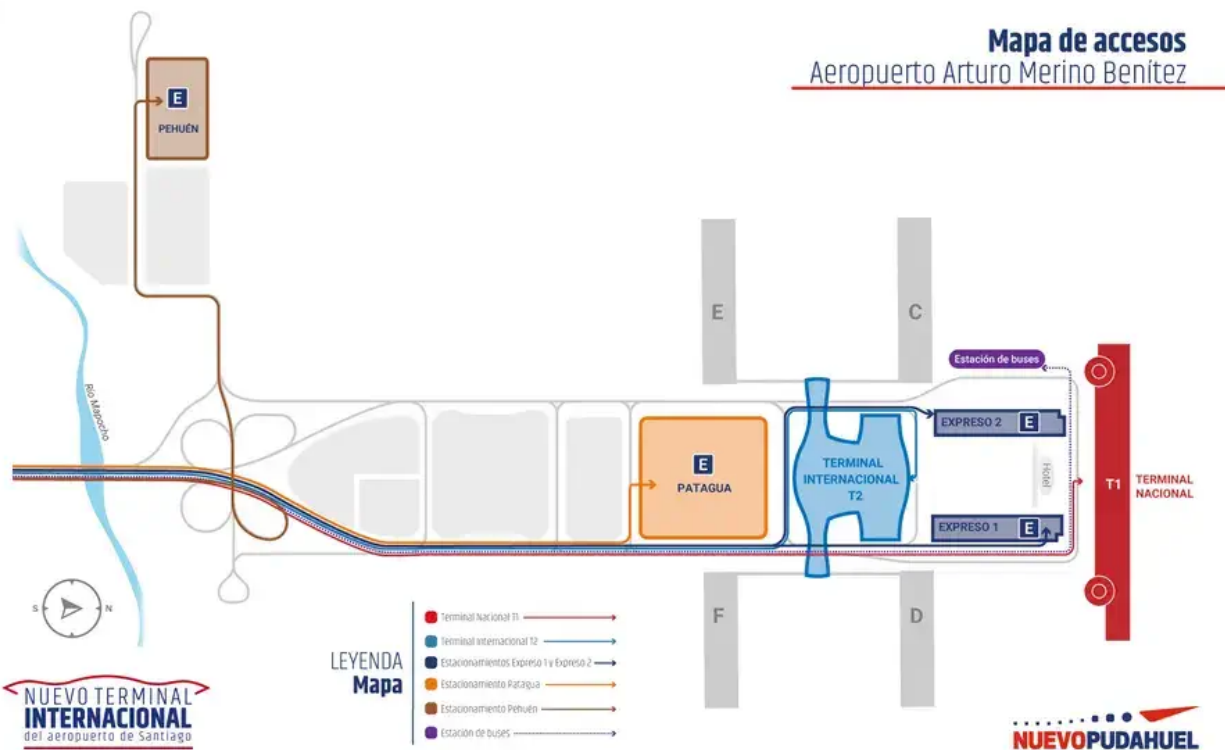 Mapa de accesos
Aeropuerto Arturo Merino Benítez
E
PEHUÉN
Río Mapocho
E
C
Estación de buses
EXPRESO 2
E
E
PATAGUA
TERMINAL
INTERNACIONAL
T2
Hotel
T1
TERMINAL
NACIONAL
EXPRESO 1
E
F
D
S
N
LEYENDA
Mapa
Terminal Nacional T1
Terminal Internacional T2
Estacionamientos Expreso 1 y Expreso 2
Estacionamiento Patagua
Estacionamiento Pehuén
Estación de buses
NUEVO TERMINAL
INTERNACIONAL
del aeropuerto de Santiago
NUEVOPUDAHUEL